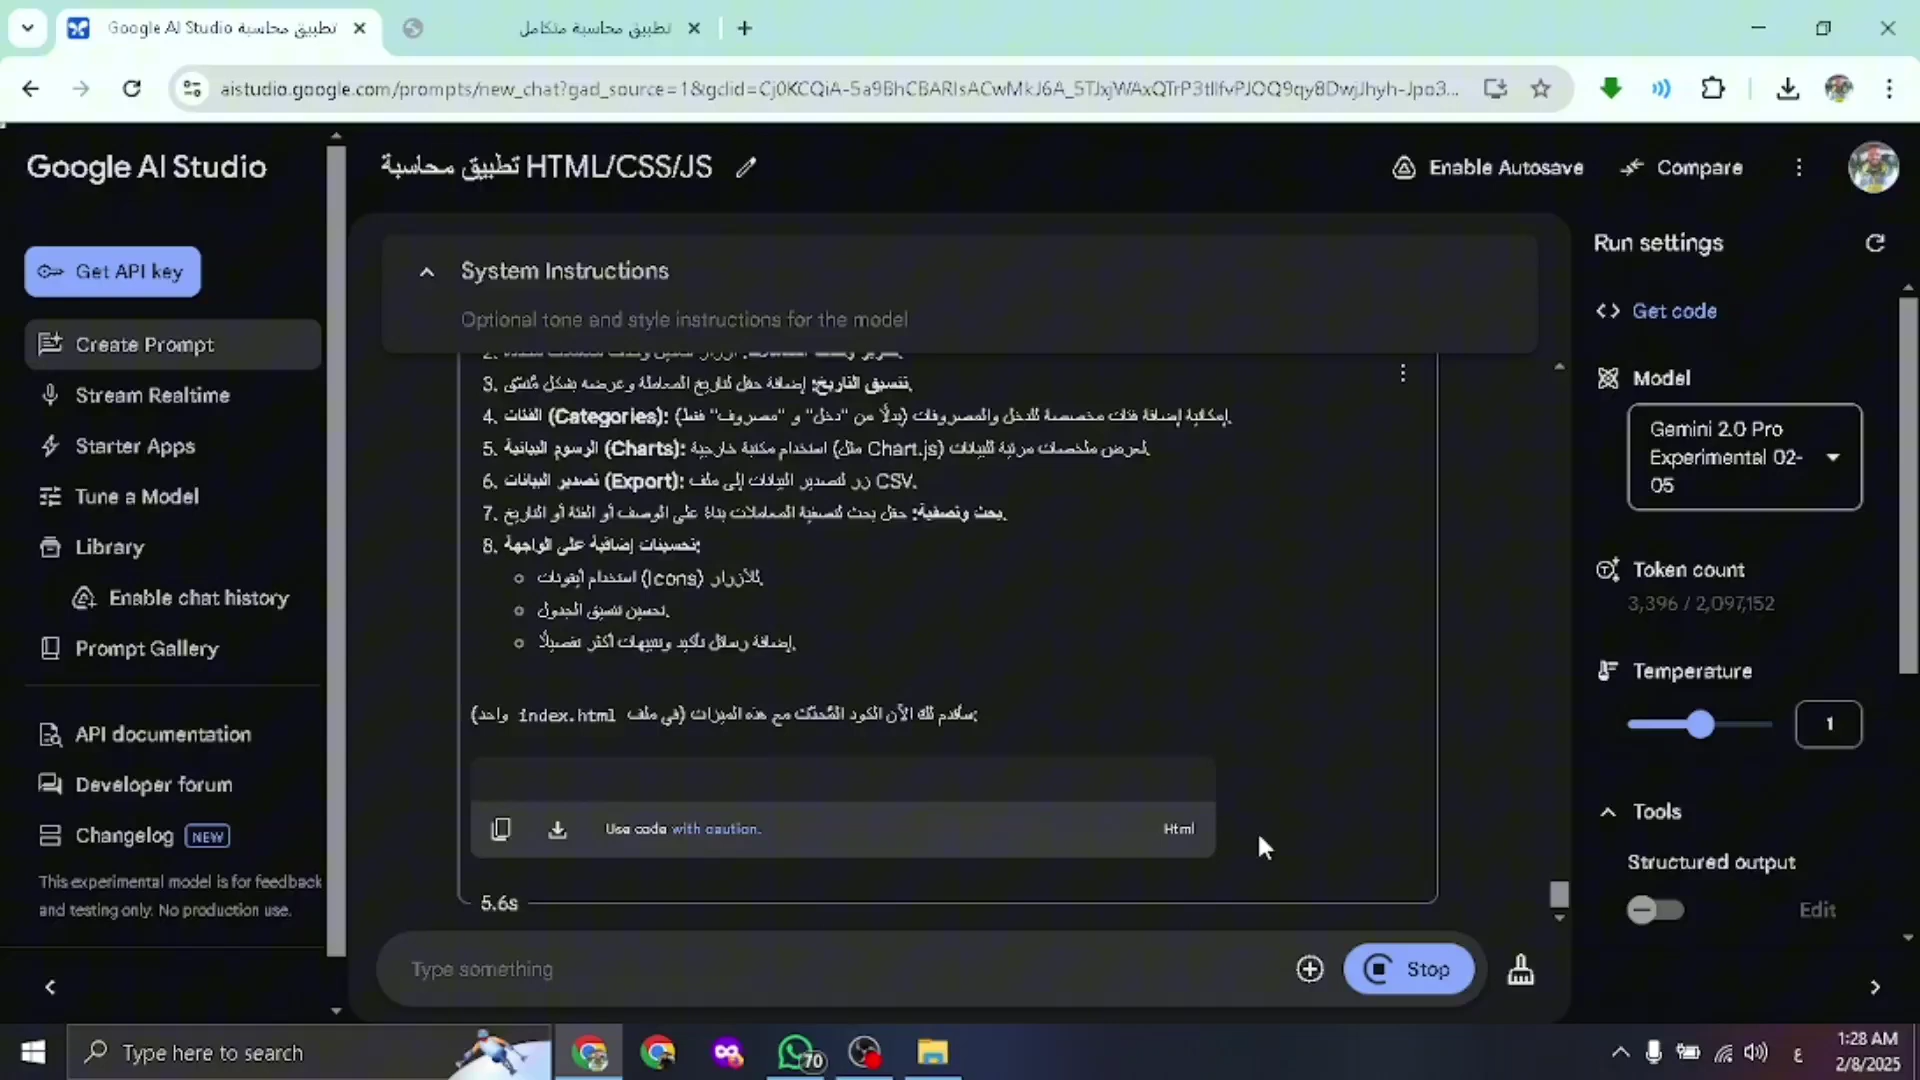 Google AI Studio تطبيق محاسبة
تطبيق محاسبة متكامل
aistudio.google.com/prompts/new_chat?gad_source=1&gclid=Cj0KCQiA-5a9BhCBARIsACwMkJ6A_5TJxjWAxQTrP3tIlfvPJOQ9qy8DwjJhyh-Jpo3...
Google AI Studio
تطبيق محاسبة HTML/CSS/JS
Enable Autosave
Compare
Get API key
Create Prompt
Stream Realtime
Starter Apps
Tune a Model
Library
Enable chat history
Prompt Gallery
API documentation
Developer forum
Changelog NEW
This experimental model is for feedback
and testing only. No production use.
System Instructions
Optional tone and style instructions for the model
3. تنسيق التاريخ: إضافة حقل لتاريخ المعاملة وعرضه بشكل مُنسّق.
4. الفئات (Categories): إمكانية إضافة فئات مخصصة للدخل والمصروفات (بدلًا من "دخل" و "مصروف" فقط).
5. الرسوم البيانية (Charts): استخدام مكتبة خارجية (مثل Chart.js) لعرض ملخصات مرئية للبيانات.
6. تصدير البيانات (Export): زر لتصدير البيانات إلى ملف CSV.
7. بحث وتصفية: حقل بحث لتصفية المعاملات بناءً على الوصف أو الفئة أو التاريخ.
8. تحسينات إضافية على الواجهة:
استخدام أيقونات (Icons) للأزرار.
تحسين تنسيق الجدول.
إضافة رسائل تأكيد وتنبيهات أكثر تفصيلًا.
سأقدم لك الآن الكود المُحدّث مع هذه الميزات (في ملف index.html واحد):
Use code with caution.
Html
5.6s
Type something
Stop
Run settings
Get code
Model
Gemini 2.0 Pro
Experimental 02-
05
Token count
3,396 / 2,097,152
Temperature
1
Tools
Structured output
Edit
Type here to search
70
ع
1:28 AM
2/8/2025